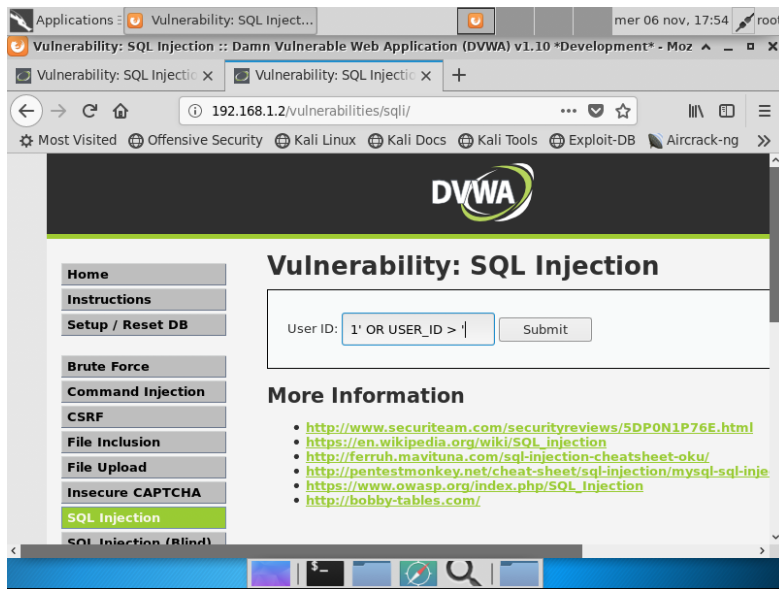 Applications Vulnerability: SQL Inject... mer 06 nov, 17:54
Vulnerability: SQL Injection :: Damn Vulnerable Web Application (DVWA) v1.10 *Development* - Moz
Vulnerability: SQL Injectio Vulnerability: SQL Injectio
192.168.1.2/vulnerabilities/sqli/
Most Visited Offensive Security Kali Linux Kali Docs Kali Tools Exploit-DB Aircrack-ng
DVWA
Vulnerability: SQL Injection
Home
Instructions
Setup / Reset DB
Brute Force
Command Injection
CSRF
File Inclusion
File Upload
Insecure CAPTCHA
SQL Injection
SQL Injection (Blind)
User ID: 1' OR USER_ID > ' Submit
More Information
http://www.securiteam.com/securityreviews/5DP0N1P76E.html
https://en.wikipedia.org/wiki/SQL_injection
http://ferruh.mavituna.com/sql-injection-cheatsheet-oku/
http://pentestmonkey.net/cheat-sheet/sql-injection/mysql-sql-inje
https://www.owasp.org/index.php/SQL_Injection
http://bobby-tables.com/